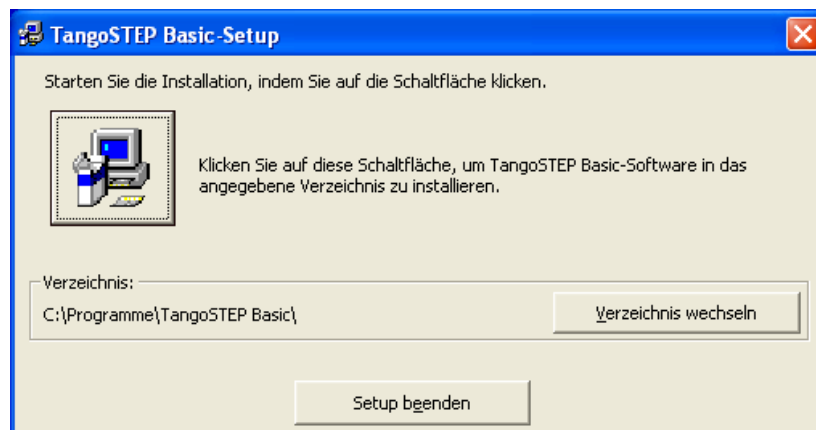 TangoSTEP Basic-Setup
Starten Sie die Installation, indem Sie auf die Schaltfläche klicken.
Klicken Sie auf diese Schaltfläche, um TangoSTEP Basic-Software in das
angegebene Verzeichnis zu installieren.
Verzeichnis:
C:\Programme\TangoSTEP Basic\
Verzeichnis wechseln
Setup beenden